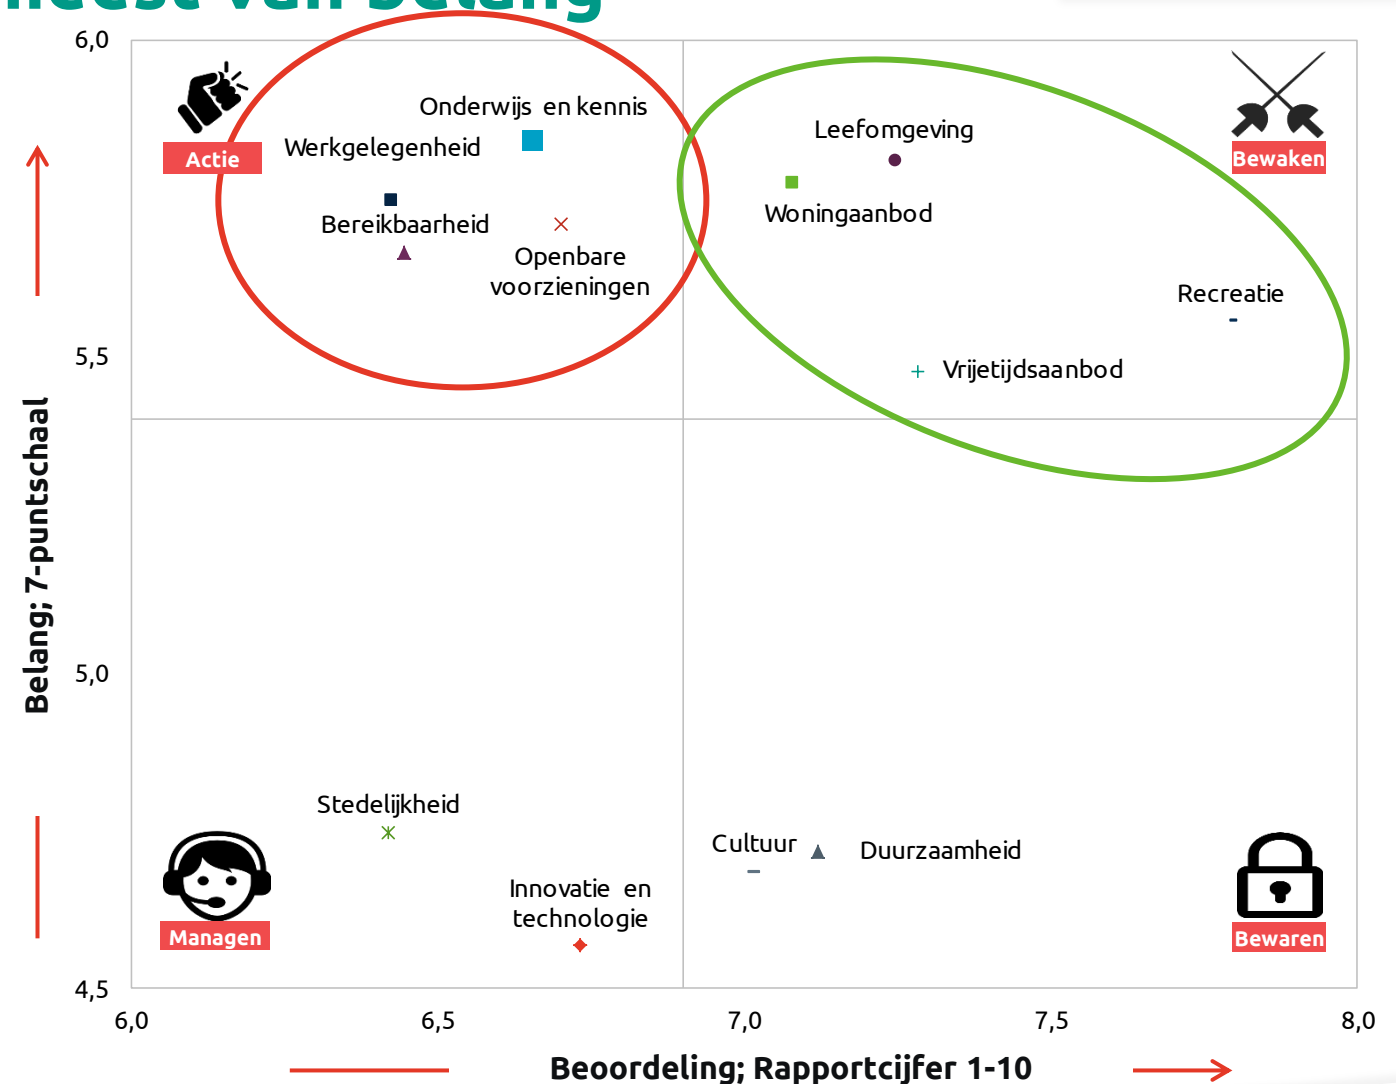 van belang
6,0
Actie
Onderwijs en kennis
Werkgelegenheid
Bereikbaarheid
Openbare
voorzieningen
Leefomgeving
Woningaanbod
Bewaken
Recreatie
Vrijetijdsaanbod
5,5
Belang; 7-puntschaal
5,0
Stedelijkheid
Managen
Innovatie en
technologie
Cultuur
Duurzaamheid
Bewaren
4,5
6,0 6,5 7,0 7,5 8,0
Beoordeling; Rapportcijfer 1-10